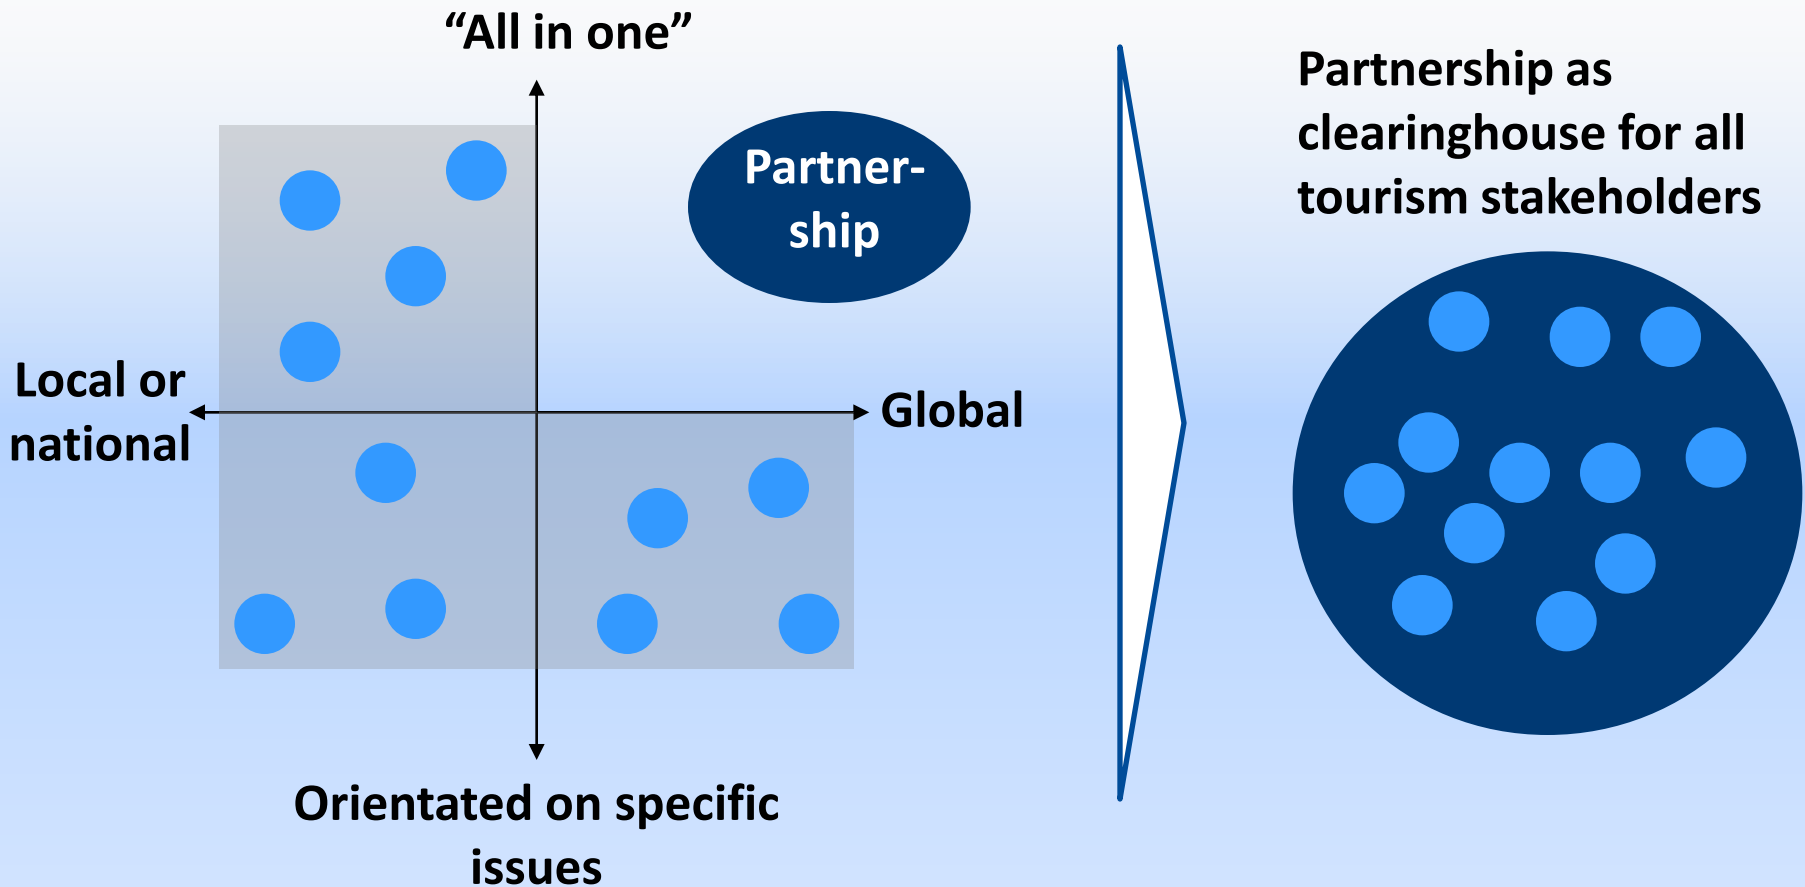 “All in one”
Partner-
ship
Local or
national
Global
Orientated on specific
issues
Partnership as
clearinghouse for all
tourism stakeholders